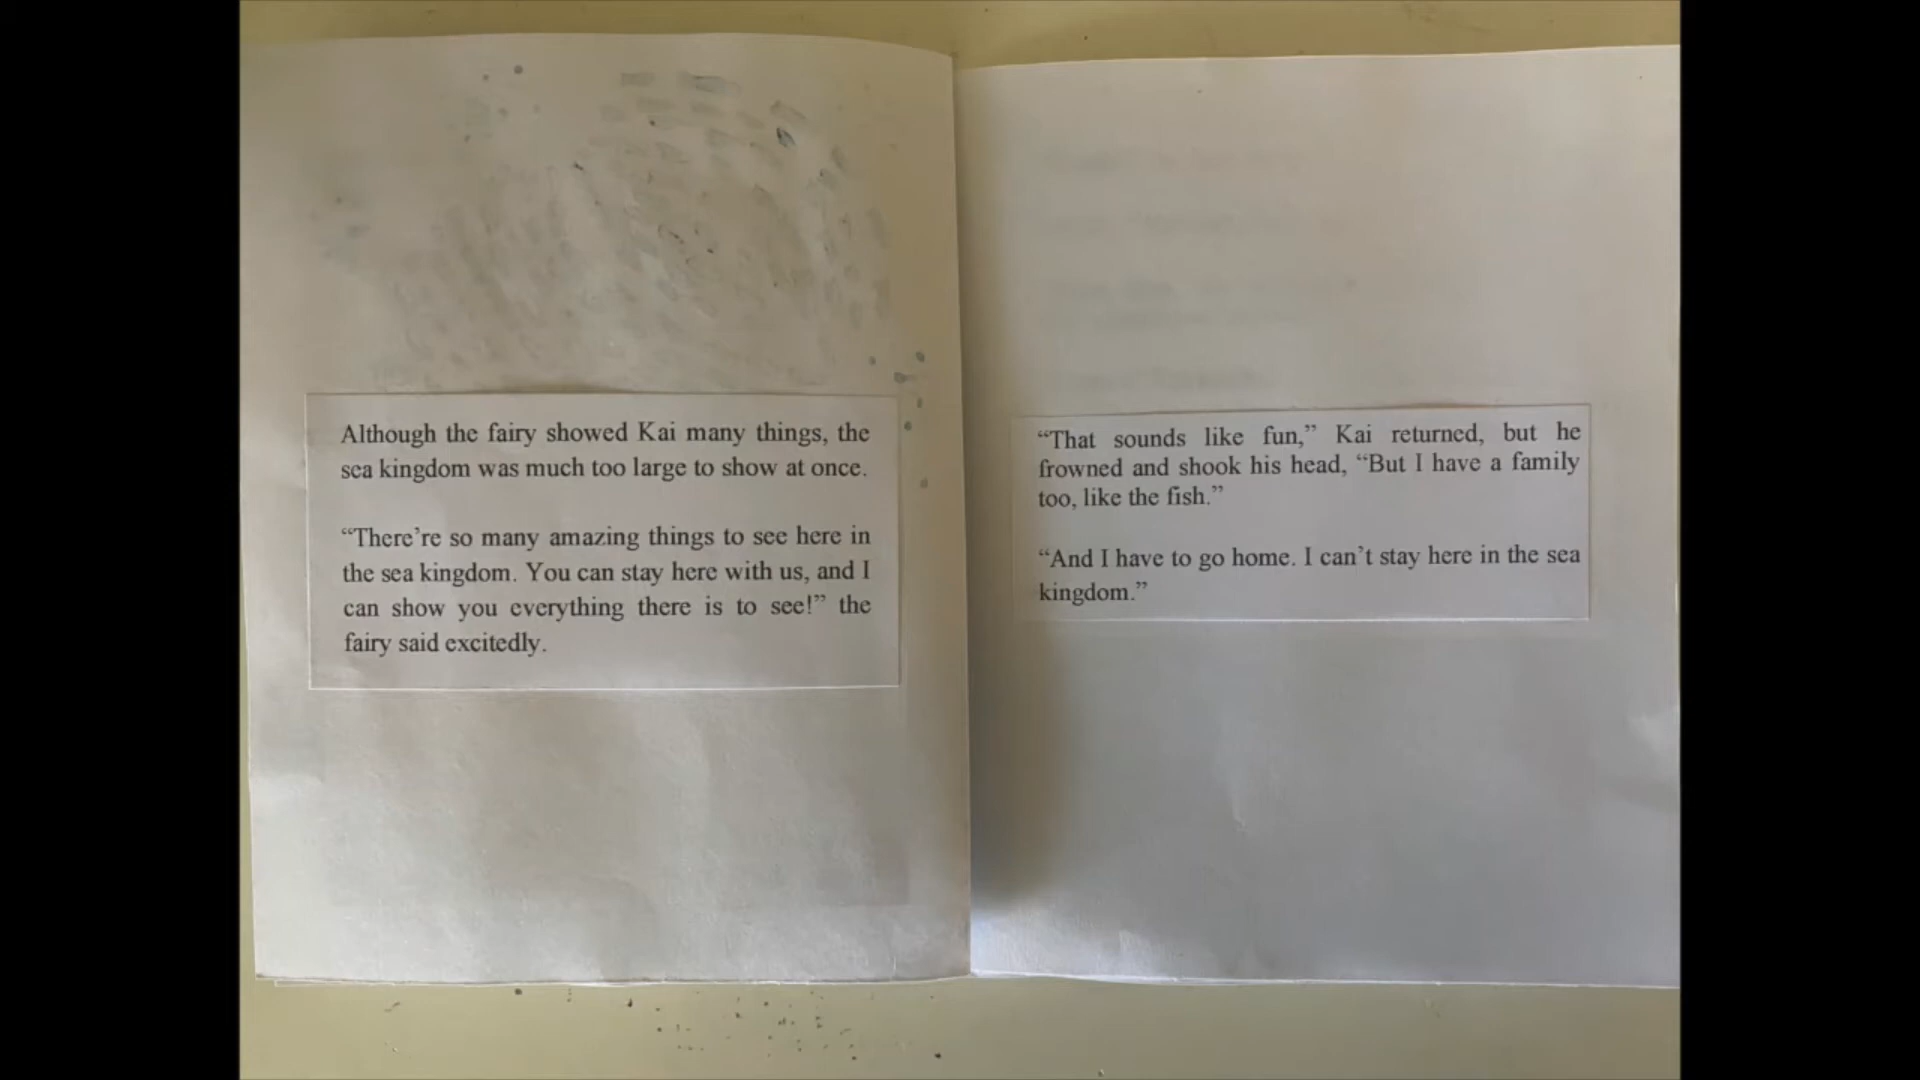 Although the fairy showed Kai many things, the
sea kingdom was much too large to show at once.
“There’re so many amazing things to see here in
the sea kingdom. You can stay here with us, and I
can show you everything there is to see!” the
fairy said excitedly.
“That sounds like fun,” Kai returned, but he
frowned and shook his head, “But I have a family
too, like the fish.”
“And I have to go home. I can’t stay here in the sea
kingdom.”